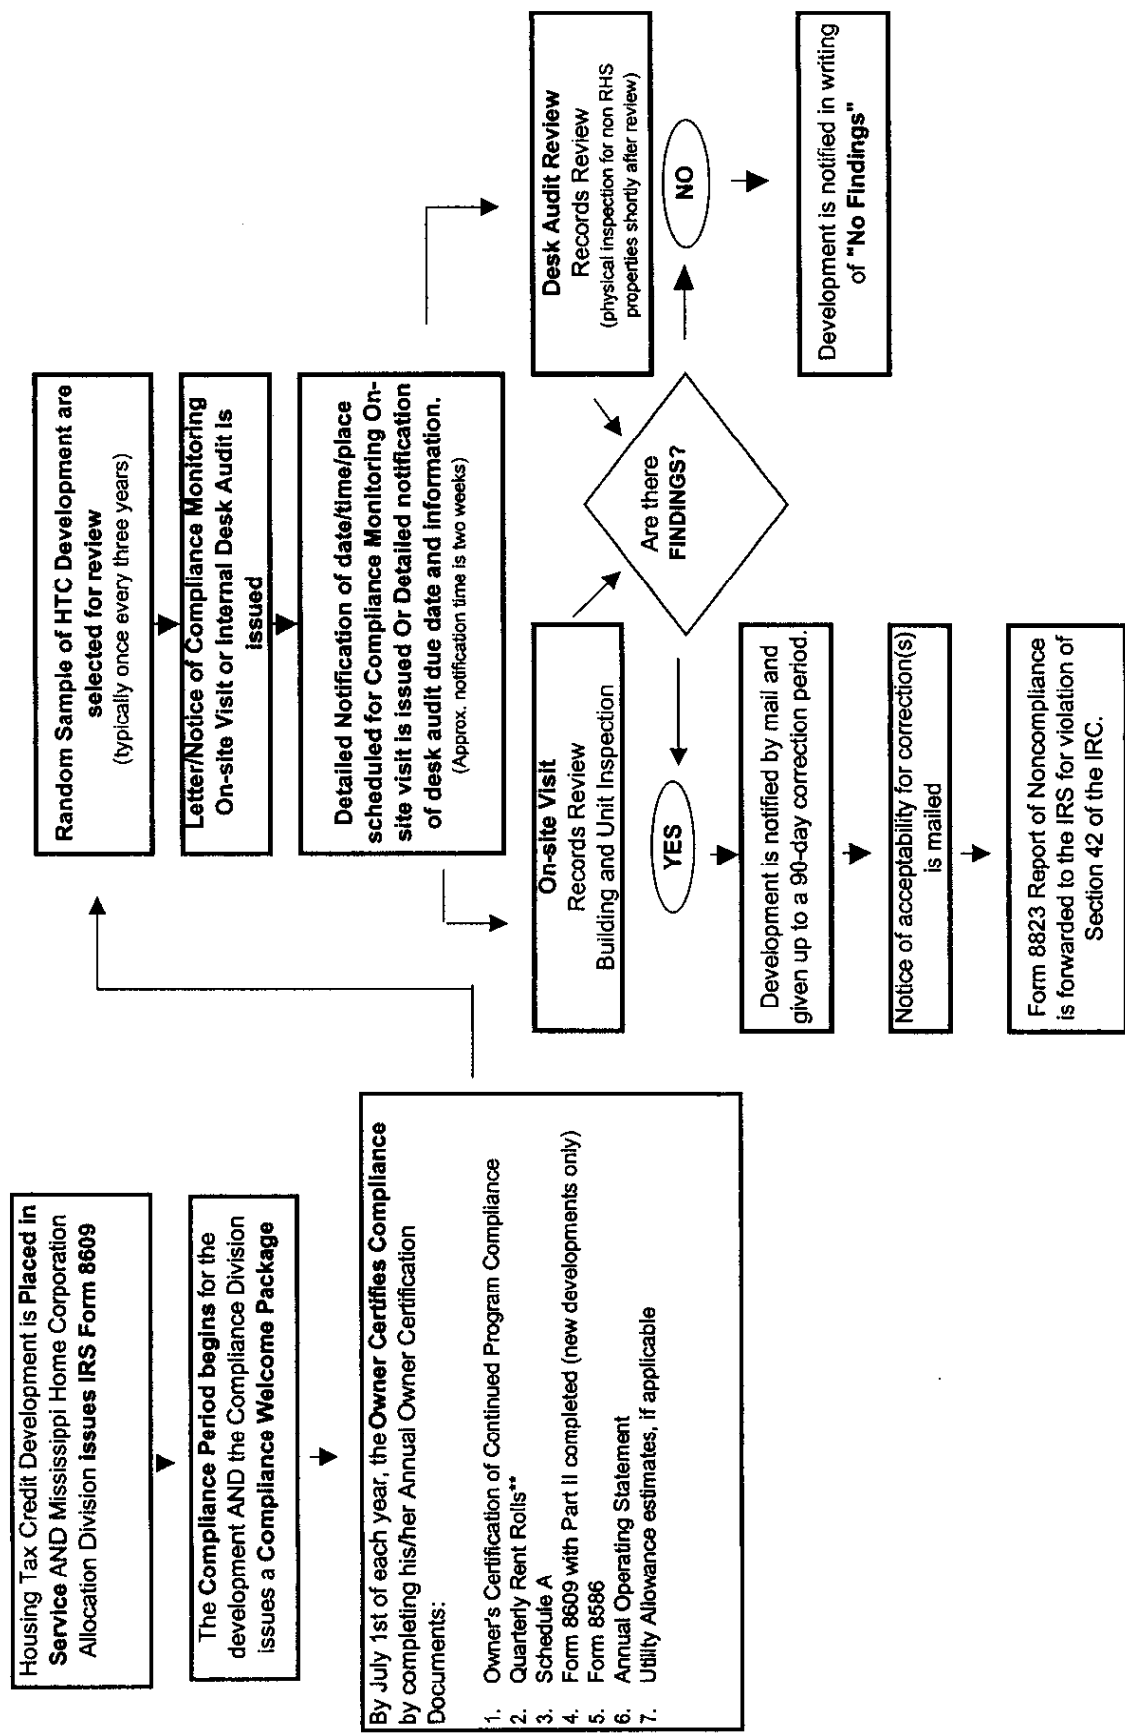 Housing Tax Credit Development is Placed in
Service AND Mississippi Home Corporation
Allocation Division issues IRS Form 8609
The Compliance Period begins for the
development AND the Compliance Division
issues a Compliance Welcome Package
By July 1st of each year, the Owner Certifies Compliance
by completing his/her Annual Owner Certification
Documents:
1. Owner's Certification of Continued Program Compliance
2. Quarterly Rent Rolls**
3. Schedule A
4. Form 8609 with Part II completed (new developments only)
5. Form 8586
6. Annual Operating Statement
7. Utility Allowance estimates, if applicable
Random Sample of HTC Development are
selected for review
(typically once every three years)
Letter/Notice of Compliance Monitoring
On-site Visit or Internal Desk Audit is
issued
Detailed Notification of date/time/place
scheduled for Compliance Monitoring On-
site visit is issued Or Detailed notification
of desk audit due date and information.
(Approx. notification time is two weeks)
On-site Visit
Records Review
Building and Unit Inspection
Desk Audit Review
Records Review
(physical inspection for non RHS
properties shortly after review)
Are there
FINDINGS?
YES
NO
Development is notified by mail and
given up to a 90-day correction period.
Notice of acceptability for correction(s)
is mailed
Form 8823 Report of Noncompliance
is forwarded to the IRS for violation of
Section 42 of the IRC.
Development is notified in writing
of "No Findings"